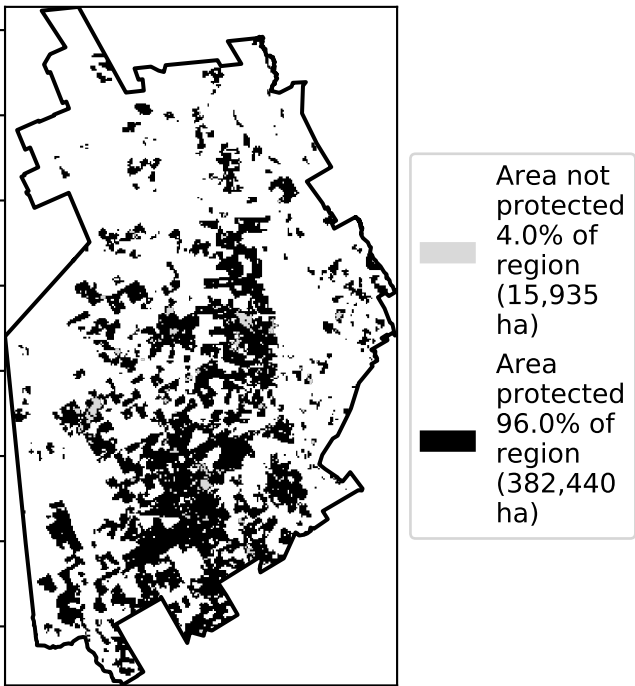 Area not
protected
4.0% of
region
(15,935
ha)
Area
protected
96.0% of
region
(382,440
ha)